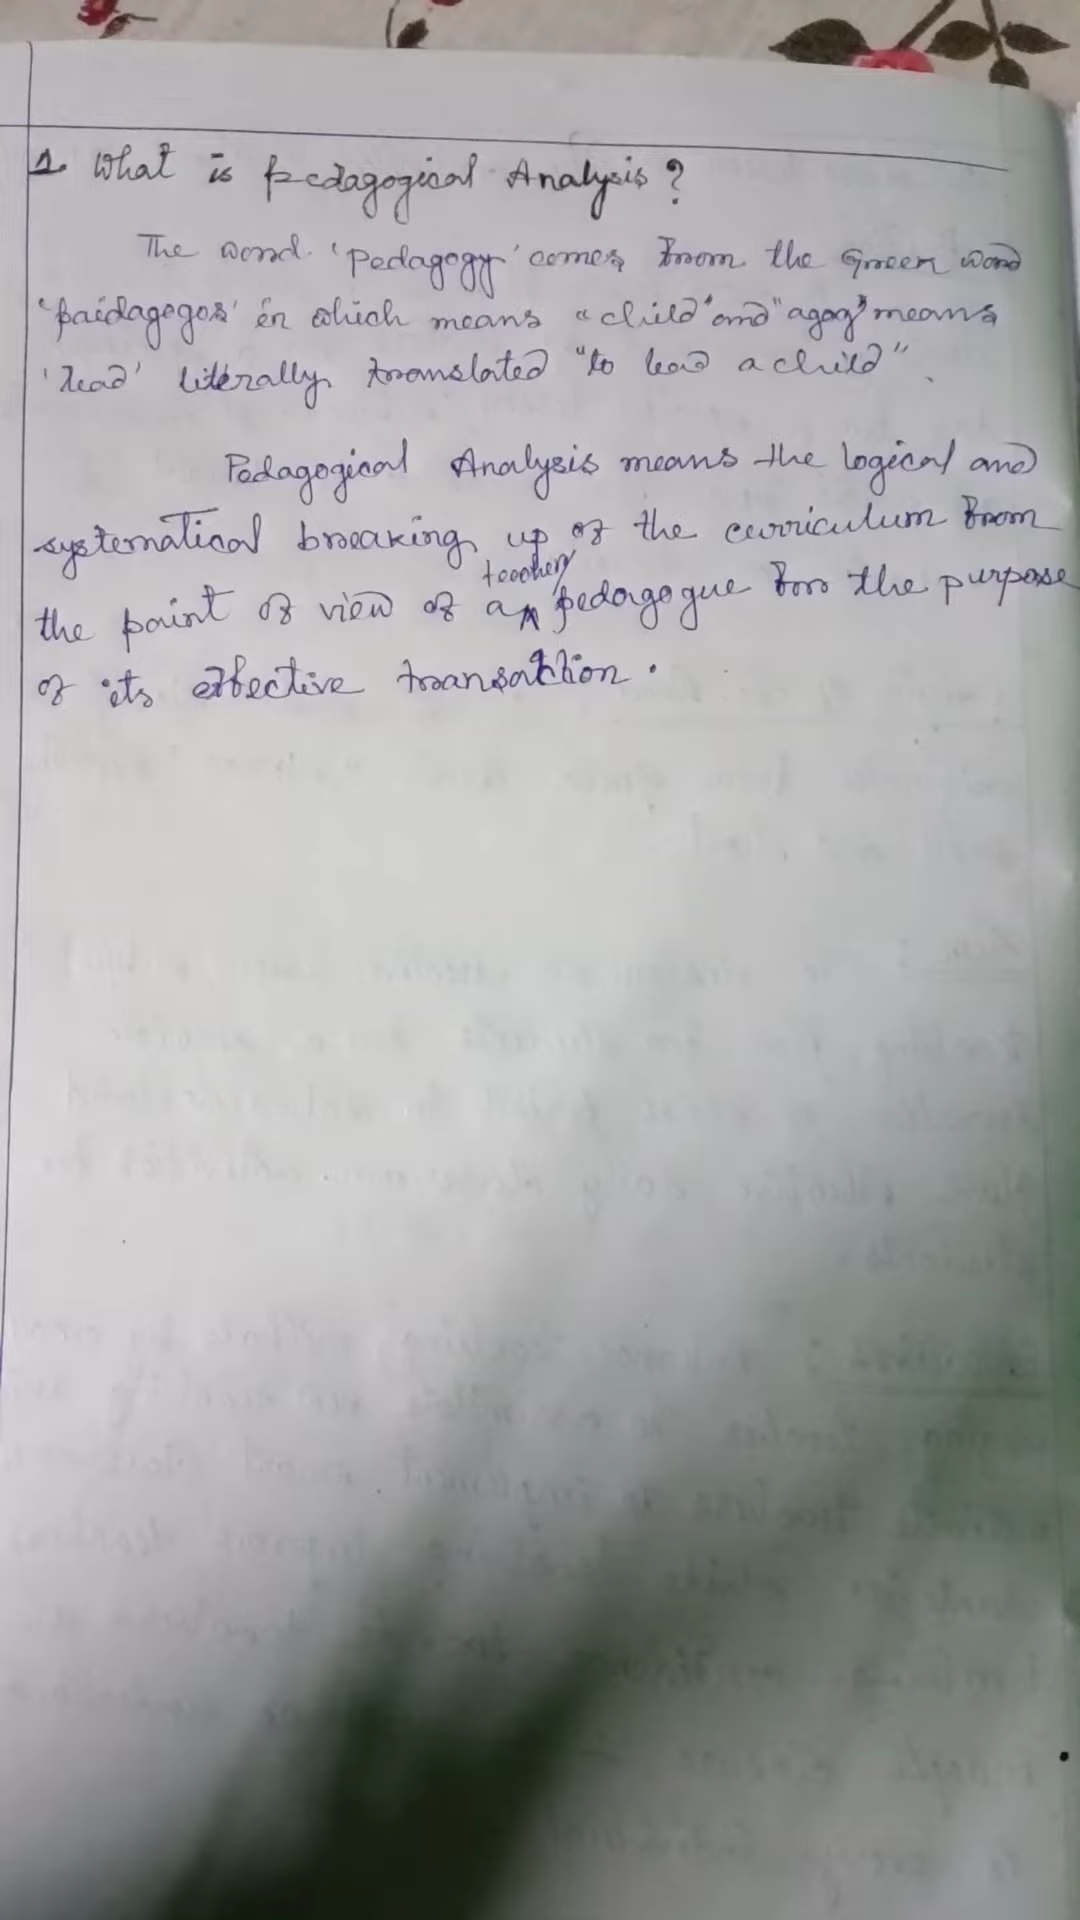 1. What is pedagogical Analysis?
The word 'pedagogy' comes from the Greek word
'paidagogos' in which means "child" and "agog" means
'lead' literally translated "to lead a child".
Pedagogical Analysis means the logical and
systematical breaking up of the curriculum from
teacher/
the point of view of a pedagogue for the purpose
of its effective transaction.